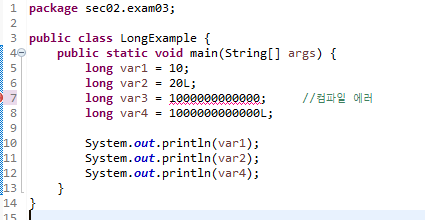 1 package sec02.exam03;
2
3 public class LongExample {
4 public static void main(String[] args) {
5 long var1 = 10;
6 long var2 = 20L;
7 long var3 = 1000000000000; //컴파일 에러
8 long var4 = 1000000000000L;
9
10 System.out.println(var1);
11 System.out.println(var2);
12 System.out.println(var4);
13 }
14 }
15